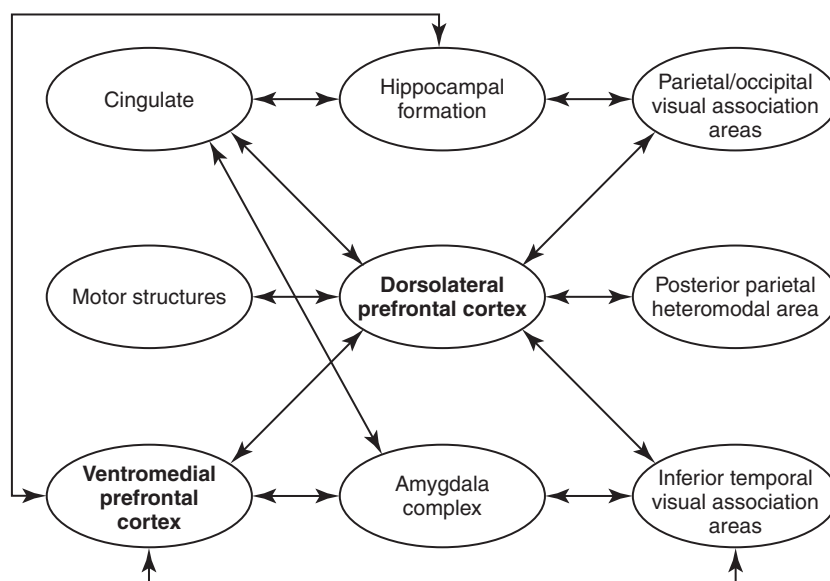 Cingulate
Hippocampal
formation
Parietal/occipital
visual association
areas
Motor structures
Dorsolateral
prefrontal cortex
Posterior parietal
heteromodal area
Ventromedial
prefrontal
cortex
Amygdala
complex
Inferior temporal
visual association
areas